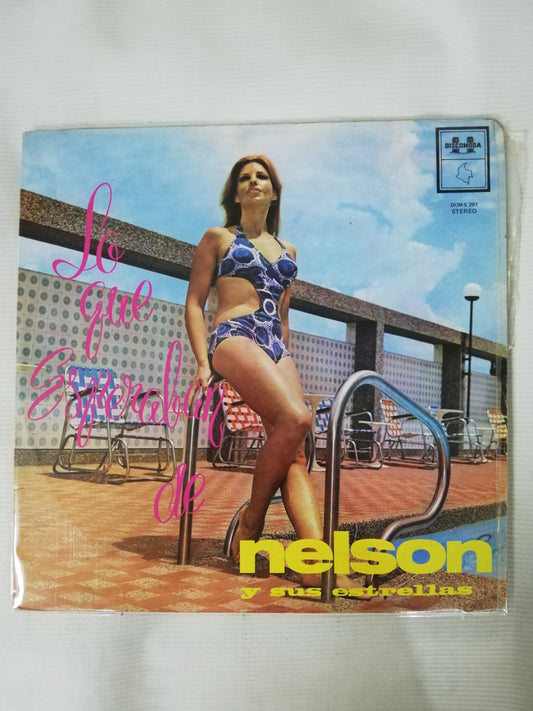 DISCOMODA
DCM-S 281
STEREO
Lo
que
Esperaban
de
nelson
y sus estrellas